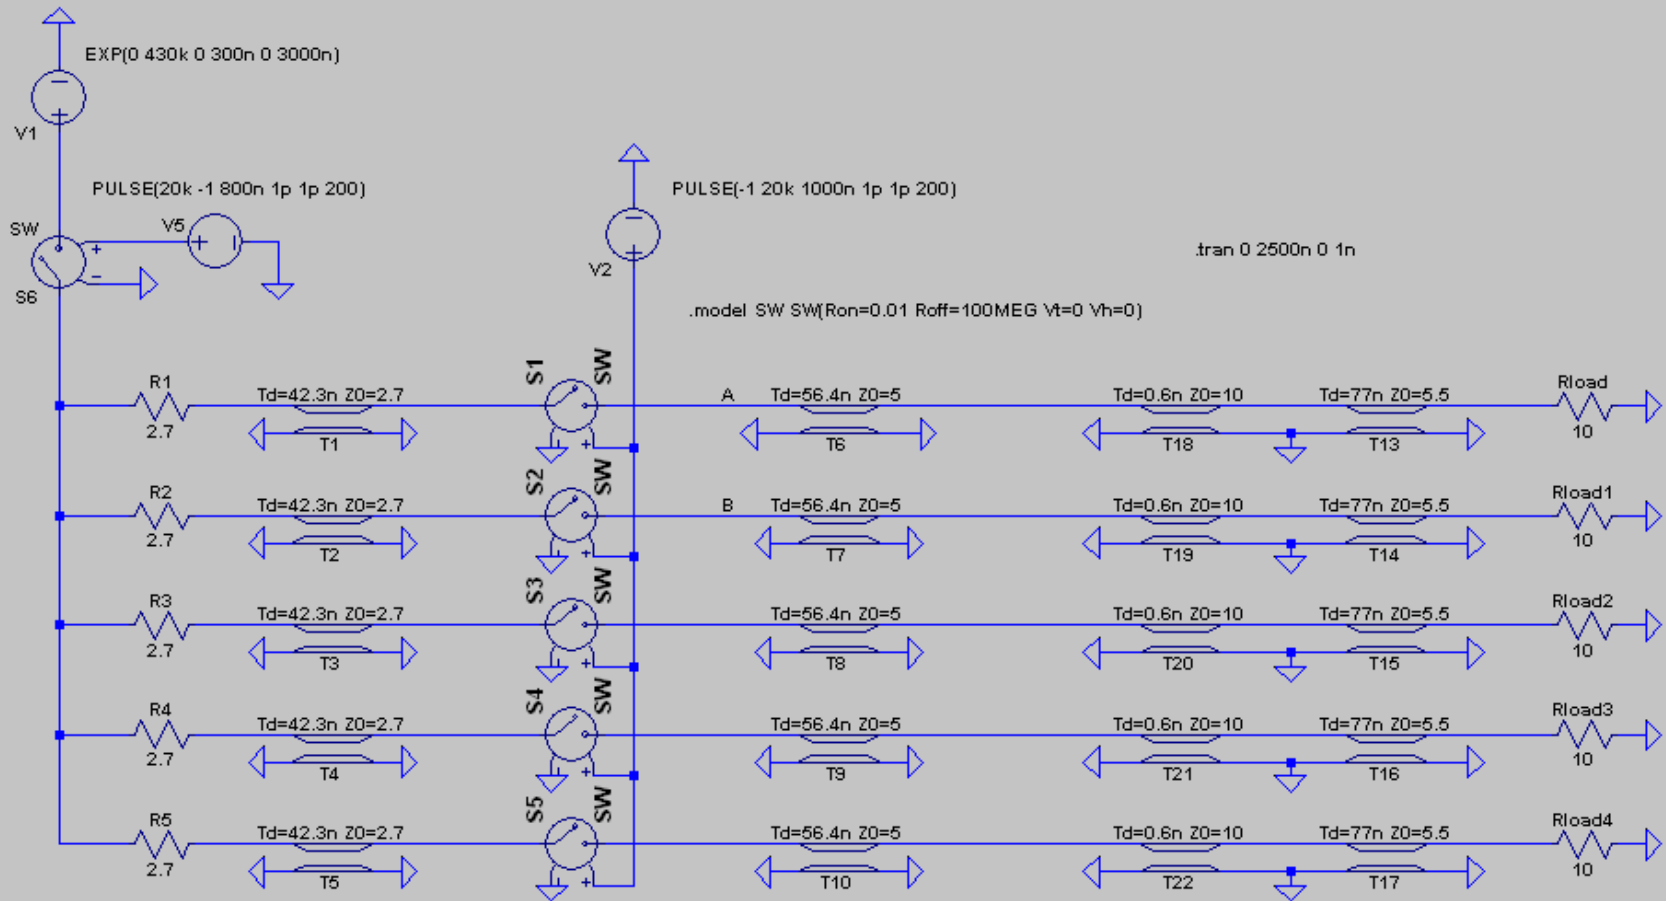 EXP(0 430k 0 300n 0 3000n)
V1
PULSE(20k -1 800n 1p 1p 200)
PULSE(-1 20k 1000n 1p 1p 200)
SW
V5
S6
V2
.tran 0 2500n 0 1n
.model SW SW(Ron=0.01 Roff=100MEG Vt=0 Vh=0)
R1
2.7
Td=42.3n Z0=2.7
T1
S1
SW
A
Td=56.4n Z0=5
T6
Td=0.6n Z0=10
T18
Td=77n Z0=5.5
T13
Rload
10
R2
2.7
Td=42.3n Z0=2.7
T2
S2
SW
B
Td=56.4n Z0=5
T7
Td=0.6n Z0=10
T19
Td=77n Z0=5.5
T14
Rload1
10
R3
2.7
Td=42.3n Z0=2.7
T3
S3
SW
Td=56.4n Z0=5
T8
Td=0.6n Z0=10
T20
Td=77n Z0=5.5
T15
Rload2
10
R4
2.7
Td=42.3n Z0=2.7
T4
S4
SW
Td=56.4n Z0=5
T9
Td=0.6n Z0=10
T21
Td=77n Z0=5.5
T16
Rload3
10
R5
2.7
Td=42.3n Z0=2.7
T5
S5
SW
Td=56.4n Z0=5
T10
Td=0.6n Z0=10
T22
Td=77n Z0=5.5
T17
Rload4
10